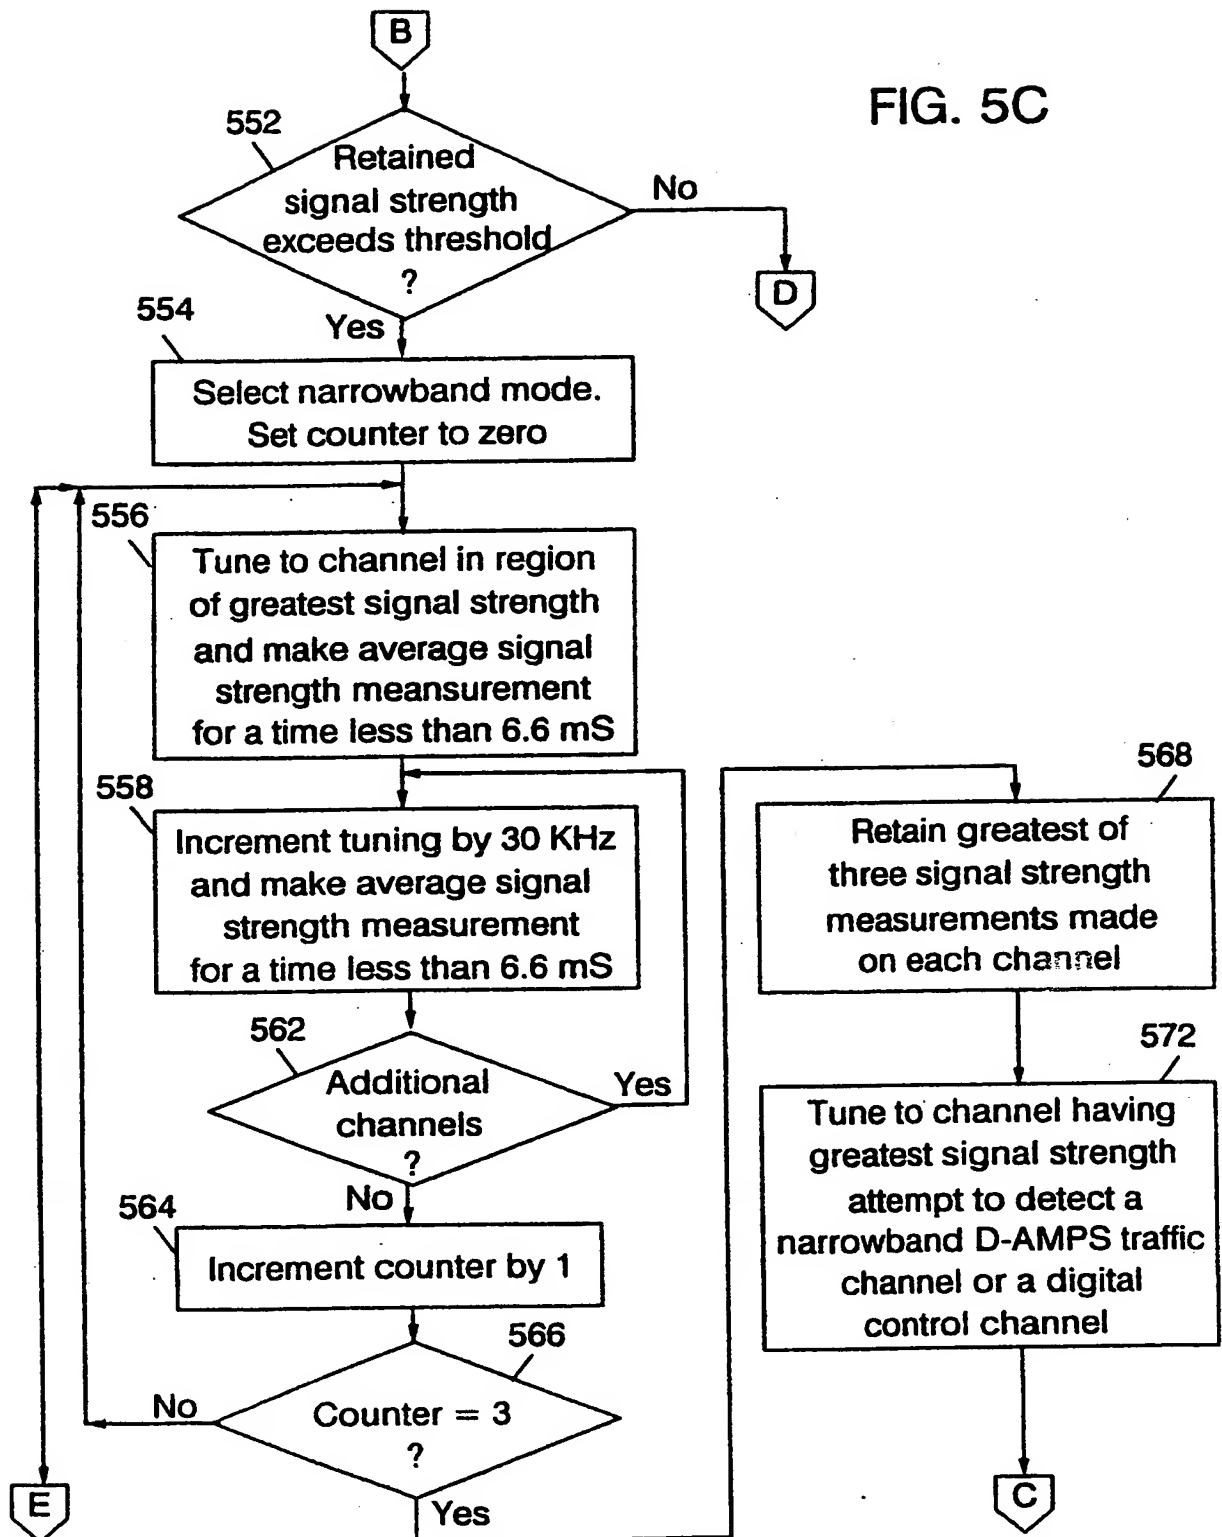 B
FIG. 5C
552
Retained
signal strength
exceeds threshold
?
No
D
Yes
554
Select narrowband mode.
Set counter to zero
556
Tune to channel in region
of greatest signal strength
and make average signal
strength meansurement
for a time less than 6.6 mS
558
Increment tuning by 30 KHz
and make average signal
strength measurement
for a time less than 6.6 mS
562
Additional
channels
?
Yes
No
564
Increment counter by 1
566
Counter = 3
?
No
Yes
E
568
Retain greatest of
three signal strength
measurements made
on each channel
572
Tune to channel having
greatest signal strength
attempt to detect a
narrowband D-AMPS traffic
channel or a digital
control channel
C